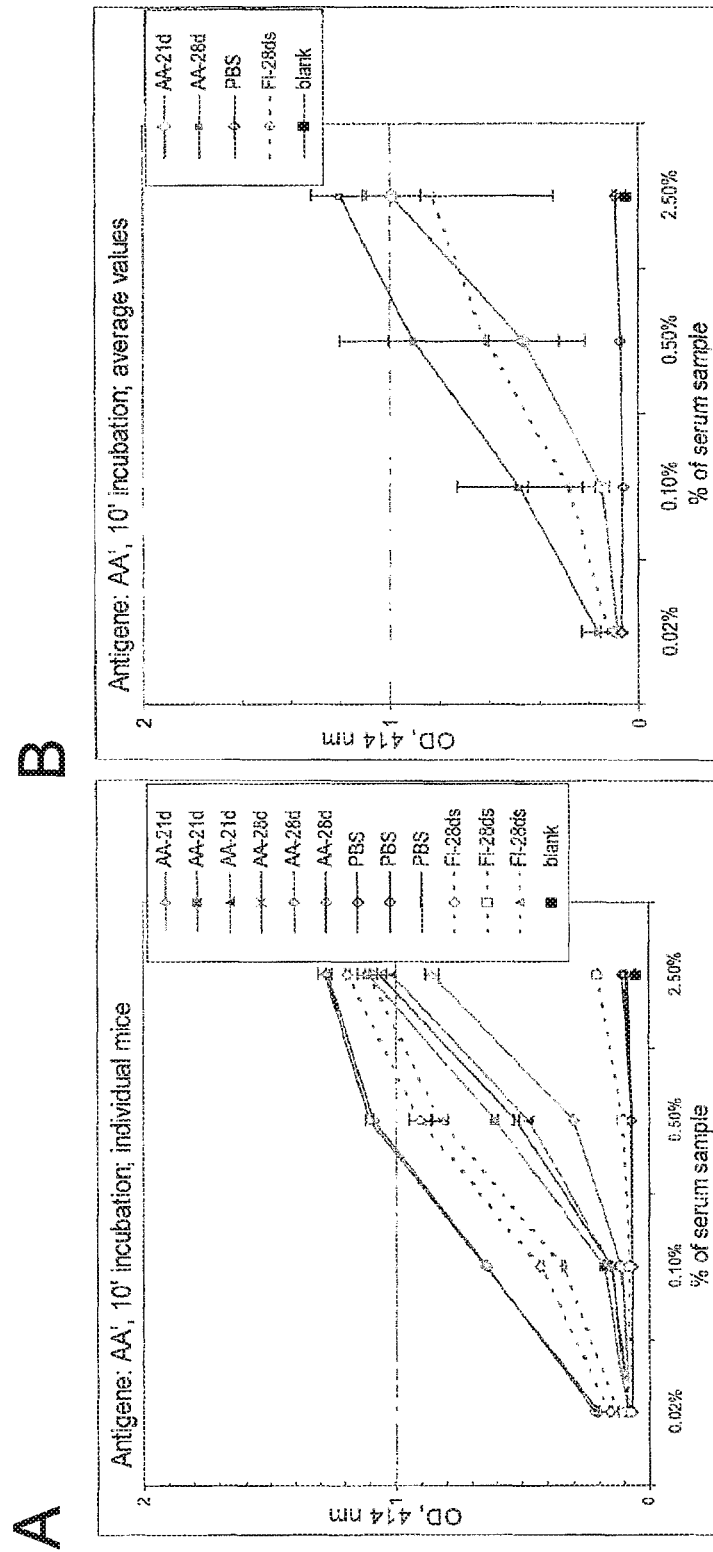 A
Antigene: AA', 10' incubation; individual mice
2
1
0
OD, 414 nm
0.02%
0.10%
0.50%
2.50%
% of serum sample
AA-21d
AA-21d
AA-21d
AA-28d
AA-28d
AA-28d
PBS
PBS
PBS
FI-28ds
FI-28ds
FI-28ds
blank
B
Antigene: AA', 10' incubation; average values
2
1
0
OD, 414 nm
0.02%
0.10%
0.50%
2.50%
% of serum sample
AA-21d
AA-28d
PBS
FI-28ds
blank